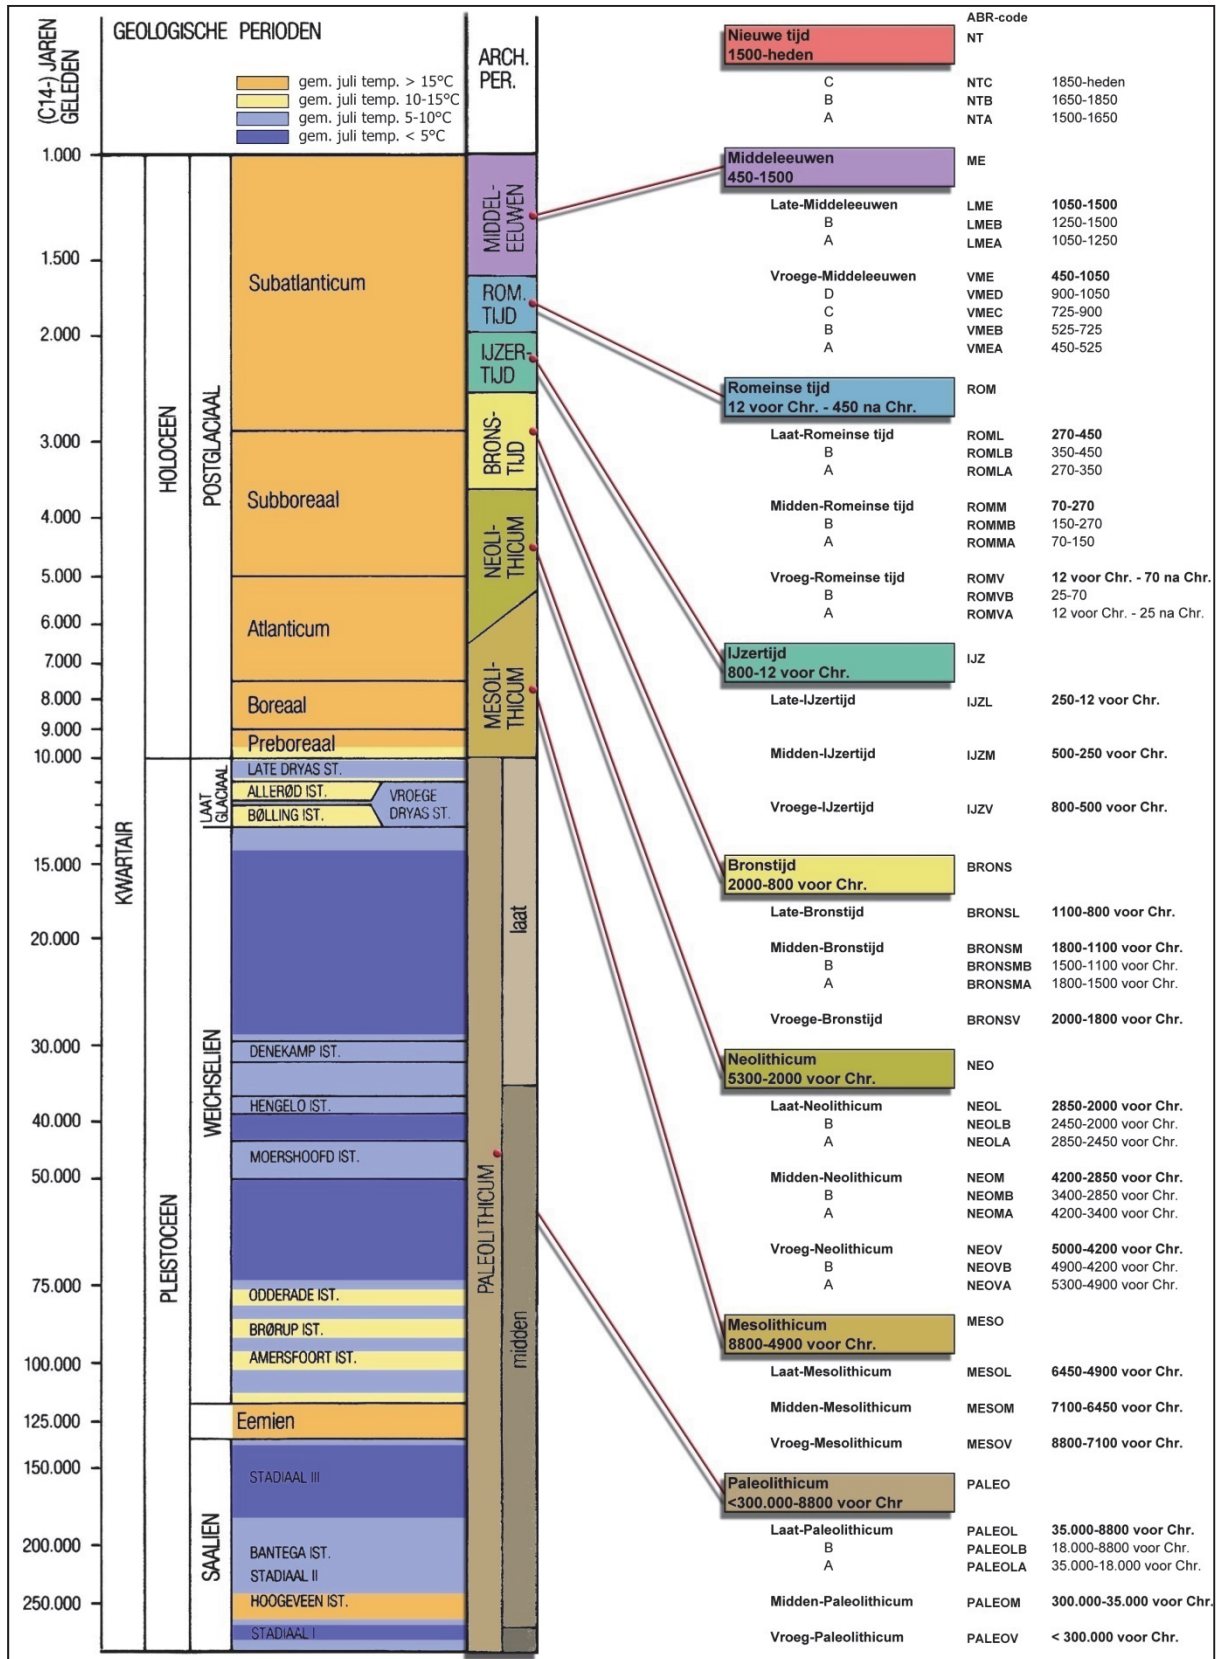 (C14-) JAREN
GELEDEN
GEOLOGISCHE PERIODEN
gem. juli temp. > 15°C
gem. juli temp. 10-15°C
gem. juli temp. 5-10°C
gem. juli temp. < 5°C
ARCH.
PER.
1.000
1.500
2.000
3.000
4.000
5.000
6.000
7.000
8.000
9.000
10.000
15.000
20.000
30.000
40.000
50.000
75.000
100.000
125.000
150.000
200.000
250.000
KWARTAIR
HOLOCEEN
PLEISTOCEEN
POSTGLACIAAL
LAAT
GLACIAAL
WEICHSELIEN
SAALIEN
Subatlanticum
Subboreaal
Atlanticum
Boreaal
Preboreaal
LATE DRYAS ST.
ALLERØD IST.
VROEGE
DRYAS ST.
BØLLING IST.
DENEKAMP IST.
HENGELO IST.
MOERSHOOFD IST.
ODDERADE IST.
BRØRUP IST.
AMERSFOORT IST.
Eemien
STADIAAL III
BANTEGA IST.
STADIAAL II
HOOGEVEEN IST.
STADIAAL I
MIDDEL-
EEUWEN
ROM.
TIJD
IJZER-
TIJD
BRONS-
TIJD
NEOLI-
THICUM
MESOLI-
THICUM
PALEOLITHICUM
laat
midden
ABR-code
Nieuwe tijd NT
1500-heden
C NTC 1850-heden
B NTB 1650-1850
A NTA 1500-1650
Middeleeuwen ME
450-1500
Late-Middeleeuwen LME 1050-1500
B LMEB 1250-1500
A LMEA 1050-1250
Vroege-Middeleeuwen VME 450-1050
D VMED 900-1050
C VMEC 725-900
B VMEB 525-725
A VMEA 450-525
Romeinse tijd ROM
12 voor Chr. - 450 na Chr.
Laat-Romeinse tijd ROML 270-450
B ROMLB 350-450
A ROMLA 270-350
Midden-Romeinse tijd ROMM 70-270
B ROMMB 150-270
A ROMMA 70-150
Vroeg-Romeinse tijd ROMV 12 voor Chr. - 70 na Chr.
B ROMVB 25-70
A ROMVA 12 voor Chr. - 25 na Chr.
IJzertijd IJZ
800-12 voor Chr.
Late-IJzertijd IJZL 250-12 voor Chr.
Midden-IJzertijd IJZM 500-250 voor Chr.
Vroege-IJzertijd IJZV 800-500 voor Chr.
Bronstijd BRONS
2000-800 voor Chr.
Late-Bronstijd BRONSL 1100-800 voor Chr.
Midden-Bronstijd BRONSM 1800-1100 voor Chr.
B BRONSMB 1500-1100 voor Chr.
A BRONSMA 1800-1500 voor Chr.
Vroege-Bronstijd BRONSV 2000-1800 voor Chr.
Neolithicum NEO
5300-2000 voor Chr.
Laat-Neolithicum NEOL 2850-2000 voor Chr.
B NEOLB 2450-2000 voor Chr.
A NEOLA 2850-2450 voor Chr.
Midden-Neolithicum NEOM 4200-2850 voor Chr.
B NEOMB 3400-2850 voor Chr.
A NEOMA 4200-3400 voor Chr.
Vroeg-Neolithicum NEOV 5000-4200 voor Chr.
B NEOVB 4900-4200 voor Chr.
A NEOVA 5300-4900 voor Chr.
Mesolithicum MESO
8800-4900 voor Chr.
Laat-Mesolithicum MESOL 6450-4900 voor Chr.
Midden-Mesolithicum MESOM 7100-6450 voor Chr.
Vroeg-Mesolithicum MESOV 8800-7100 voor Chr.
Paleolithicum PALEO
<300.000-8800 voor Chr
Laat-Paleolithicum PALEOL 35.000-8800 voor Chr.
B PALEOLB 18.000-8800 voor Chr.
A PALEOLA 35.000-18.000 voor Chr.
Midden-Paleolithicum PALEOM 300.000-35.000 voor Chr.
Vroeg-Paleolithicum PALEOV < 300.000 voor Chr.